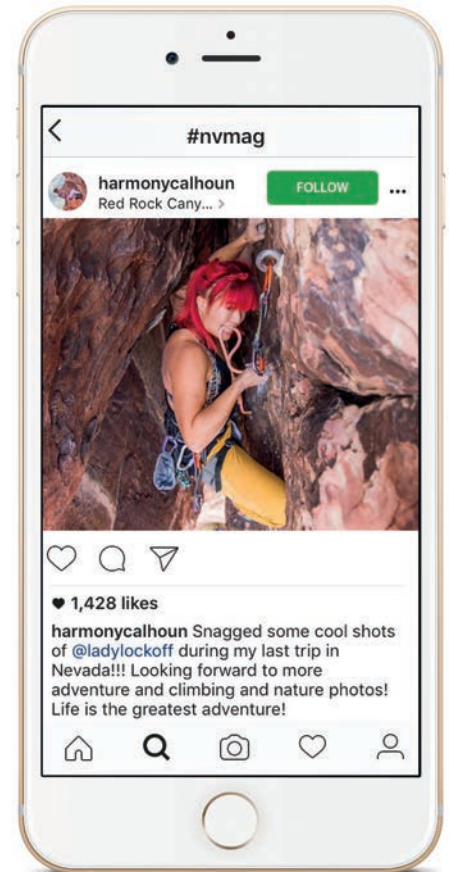 #nvmag
harmonycalhoun
FOLLOW
Red Rock Cany... >
1,428 likes
harmonycalhoun Snagged some cool shots
of @ladylockoff during my last trip in
Nevada!!! Looking forward to more
adventure and climbing and nature photos!
Life is the greatest adventure!